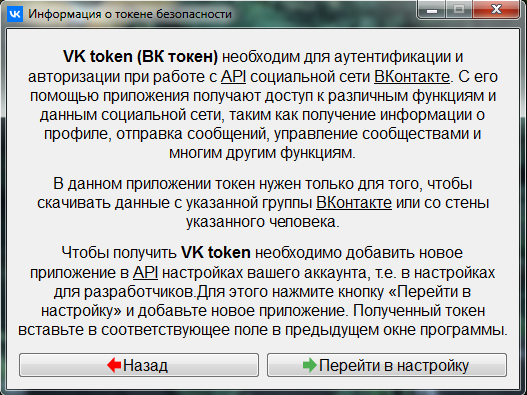 Информация о токене безопасности
VK token (ВК токен) необходим для аутентификации и
авторизации при работе с API социальной сети ВКонтакте. С его
помощью приложения получают доступ к различным функциям и
данным социальной сети, таким как получение информации о
профиле, отправка сообщений, управление сообществами и
многим другим функциям.
В данном приложении токен нужен только для того, чтобы
скачивать данные с указанной группы ВКонтакте или со стены
указанного человека.
Чтобы получить VK token необходимо добавить новое
приложение в API настройках вашего аккаунта, т.е. в настройках
для разработчиков.Для этого нажмите кнопку «Перейти в
настройку» и добавьте новое приложение. Полученный токен
вставьте в соответствующее поле в предыдущем окне программы.
Назад
Перейти в настройку